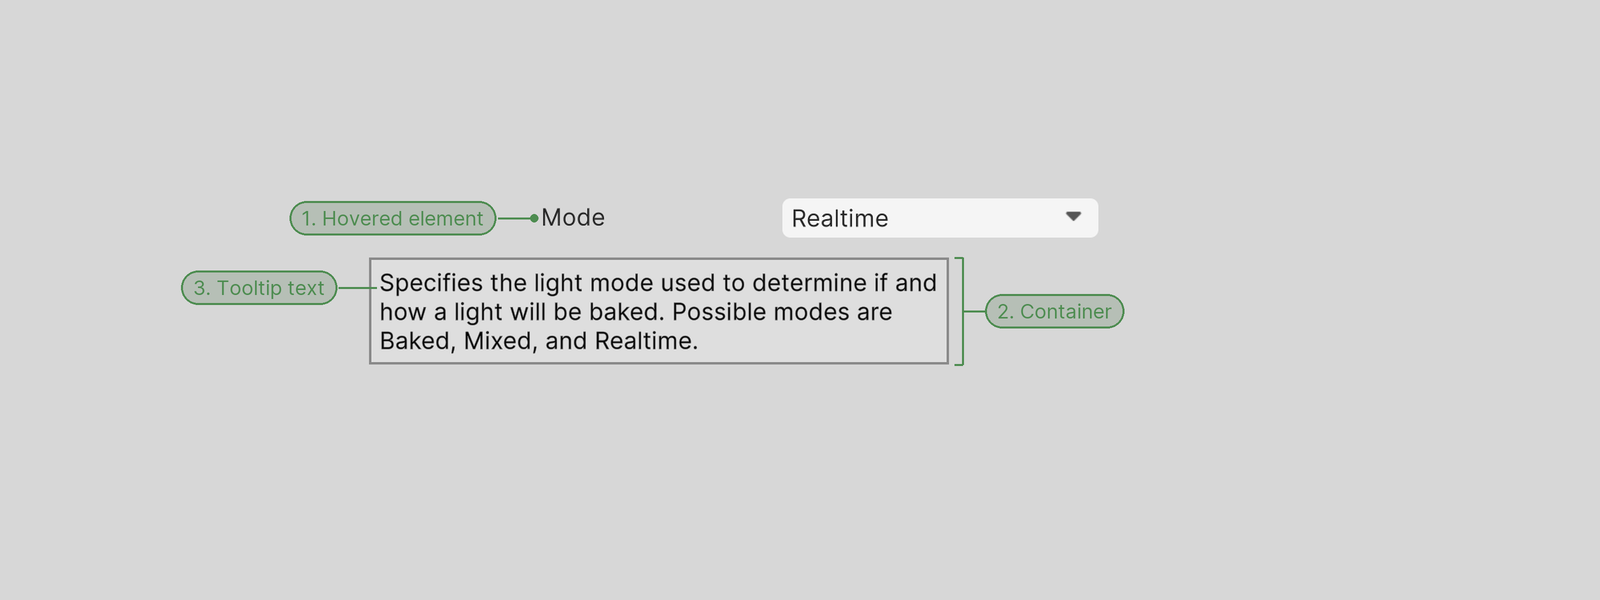 1. Hovered element
Mode
Realtime
3. Tooltip text
Specifies the light mode used to determine if and
how a light will be baked. Possible modes are
Baked, Mixed, and Realtime.
2. Container